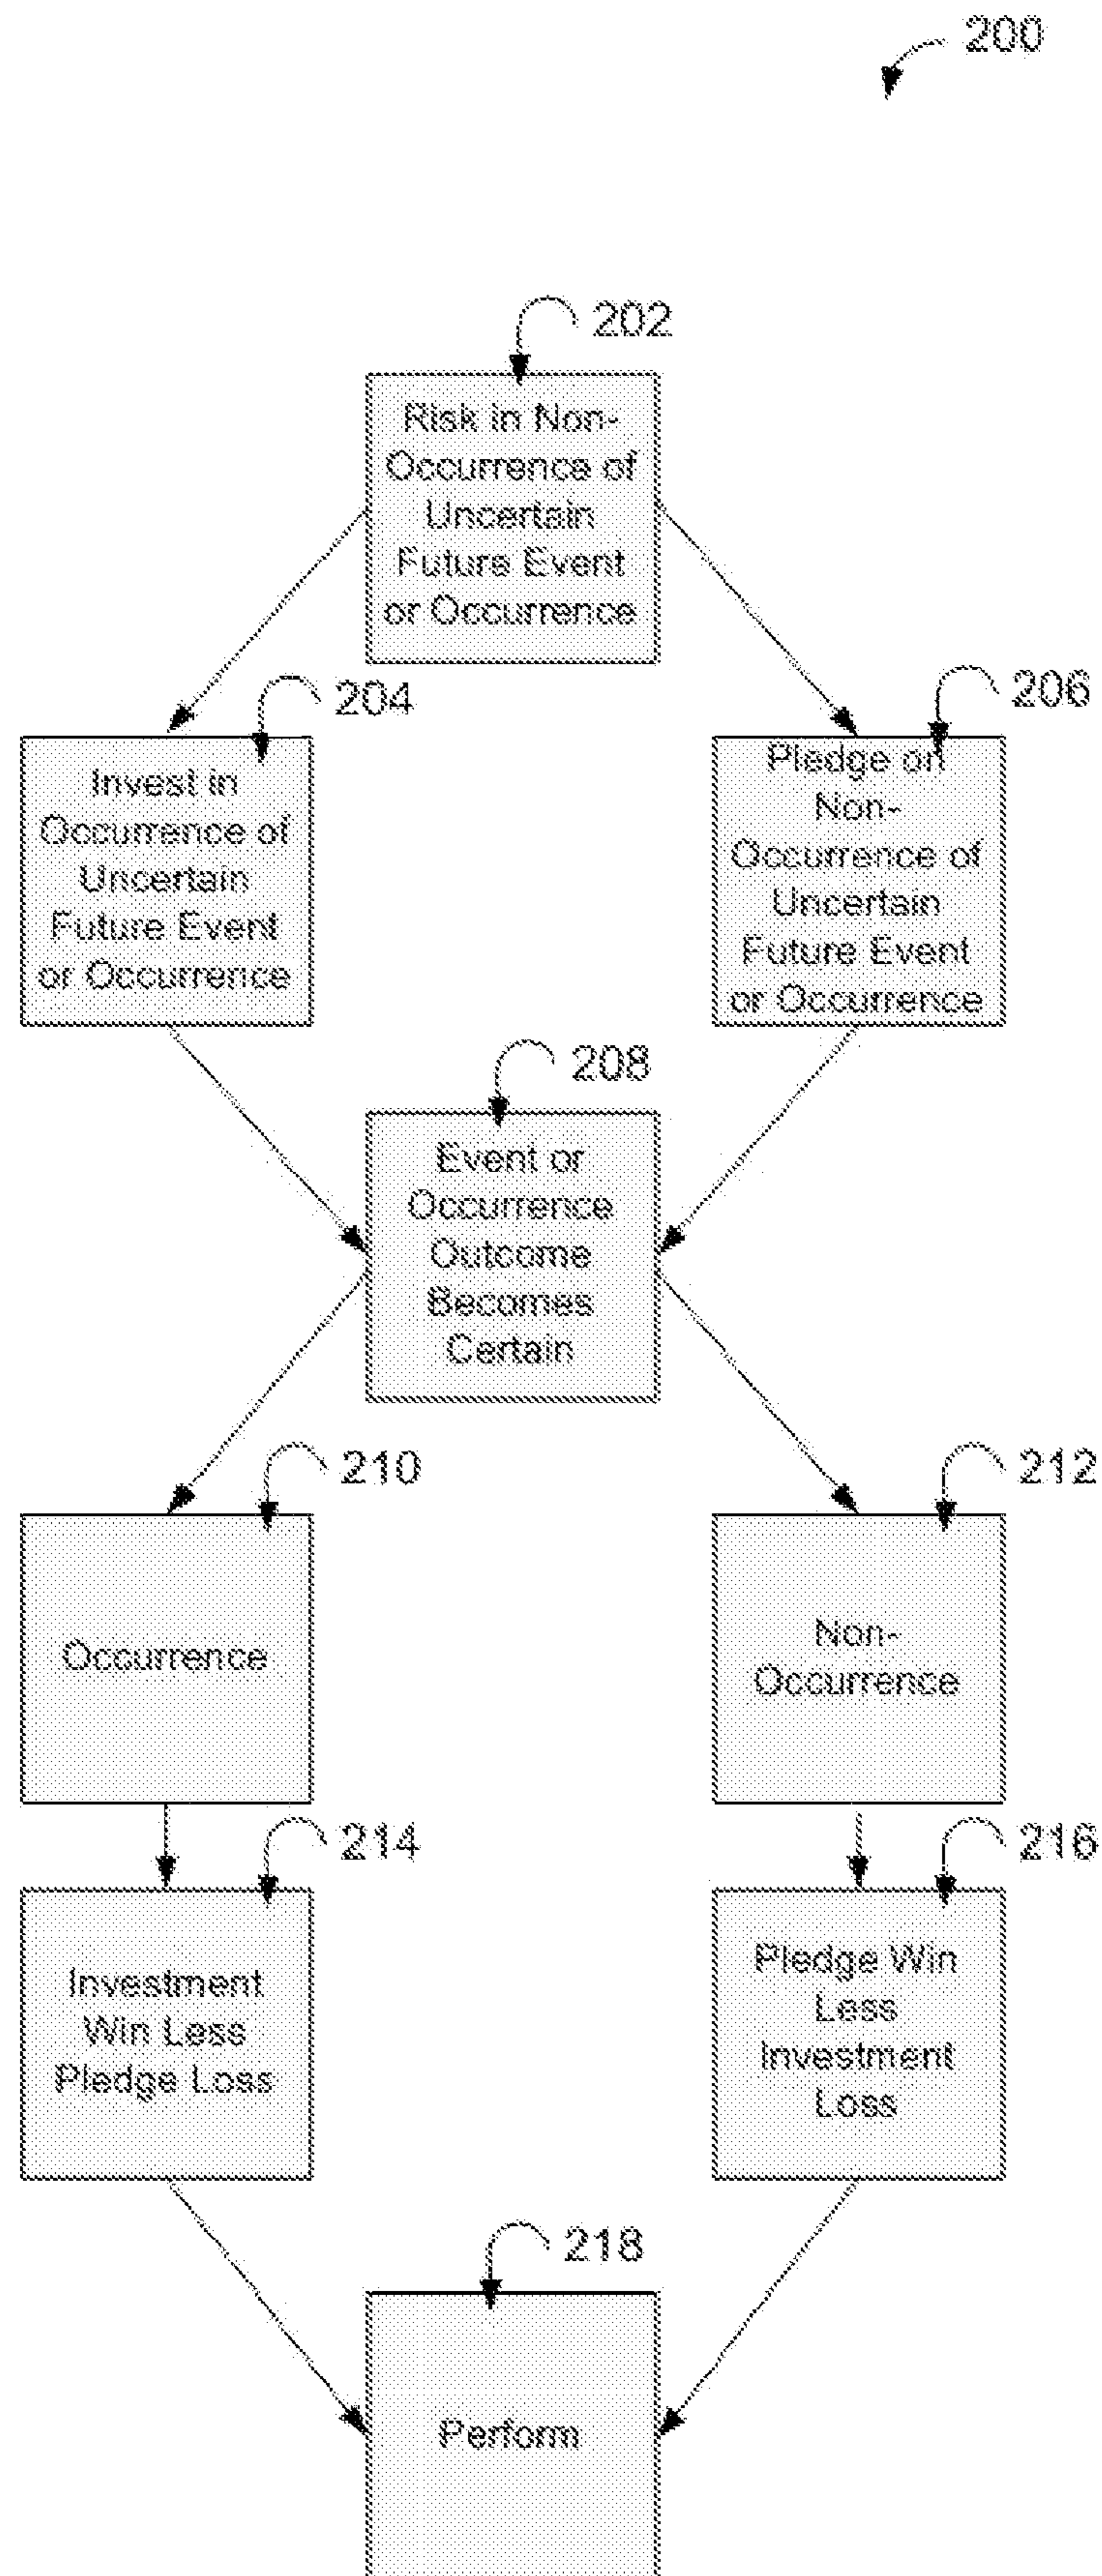 200
202
Risk in Non-
Occurrence of
Uncertain
Future Event
or Occurrence
204
Invest in
Occurrence of
Uncertain
Future Event
or Occurrence
206
Pledge on
Non-
Occurrence of
Uncertain
Future Event
or Occurrence
208
Event or
Occurrence
Outcome
Becomes
Certain
210
Occurrence
212
Non-
Occurrence
214
Investment
Win Less
Pledge Loss
216
Pledge Win
Less
Investment
Loss
218
Perform